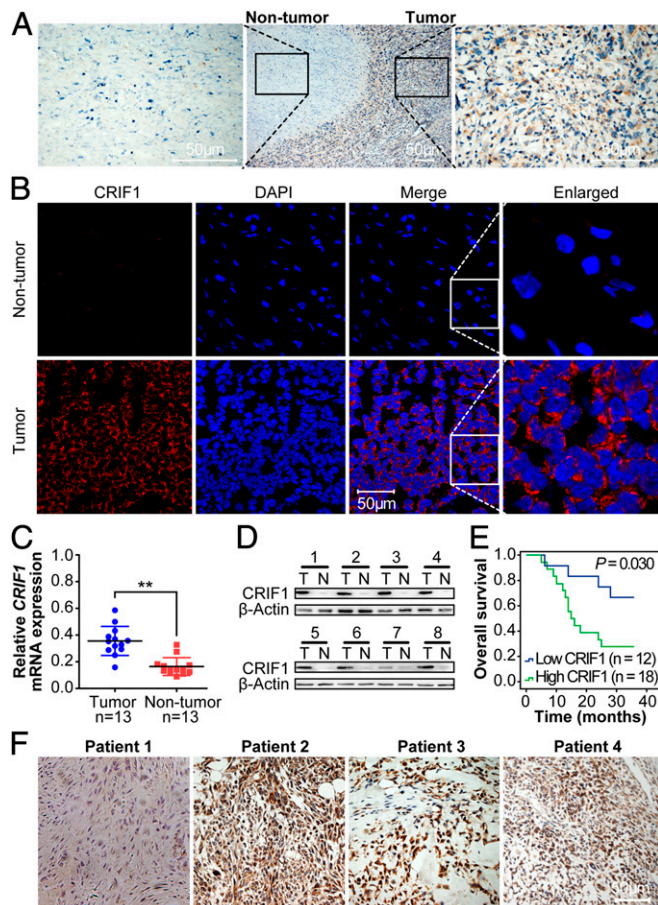 A
Non-tumor Tumor
50μm
50μm
50μm
B
CRIF1 DAPI Merge Enlarged
Non-tumor
Tumor
50μm
C
Relative CRIF1
mRNA expression
1.0
0.8
0.6
0.4
0.2
0.0
**
Tumor Non-tumor
n=13 n=13
D
1 2 3 4
T N T N T N T N
CRIF1
β-Actin
5 6 7 8
T N T N T N T N
CRIF1
β-Actin
E
Overall survival
1.0
0.8
0.6
0.4
0.2
0.0
P = 0.030
Low CRIF1 (n = 12)
High CRIF1 (n = 18)
0 10 20 30 40
Time (months)
F
Patient 1 Patient 2 Patient 3 Patient 4
50μm